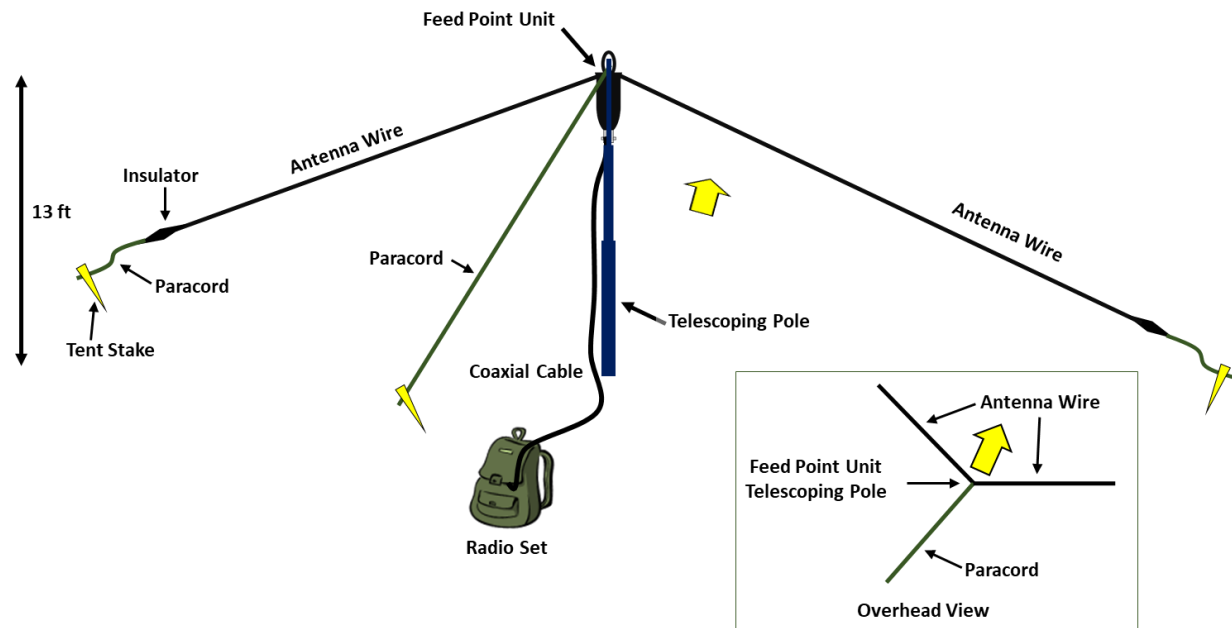 Feed Point Unit
Antenna Wire
Insulator
13 ft
Paracord
Tent Stake
Paracord
Antenna Wire
Telescoping Pole
Coaxial Cable
Radio Set
Antenna Wire
Feed Point Unit
Telescoping Pole
Paracord
Overhead View